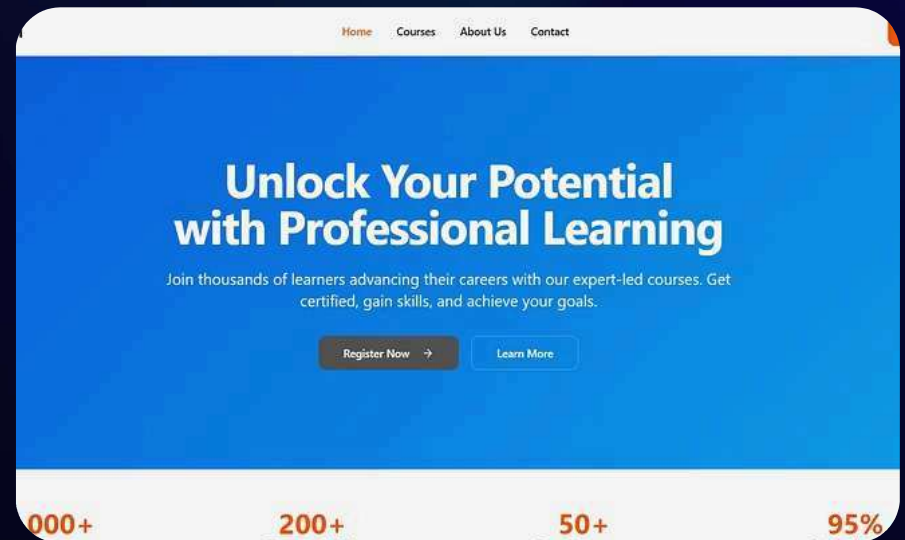 Home Courses About Us Contact
Unlock Your Potential
with Professional Learning
Join thousands of learners advancing their careers with our expert-led courses. Get
certified, gain skills, and achieve your goals.
Register Now → Learn More
000+ 200+ 50+ 95%